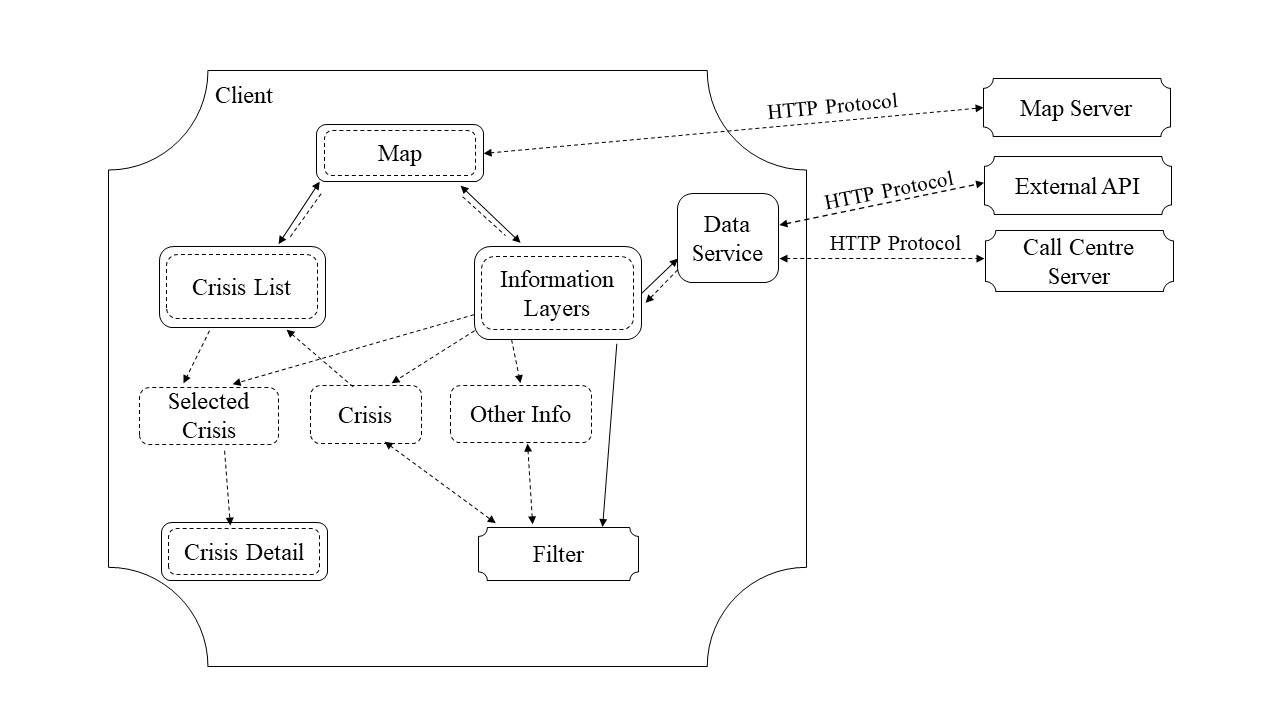 Client
HTTP Protocol
Map Server
Map
HTTP Protocol
External API
Data
Service
HTTP Protocol
Call Centre
Server
Crisis List
Information
Layers
Selected
Crisis
Crisis
Other Info
Crisis Detail
Filter